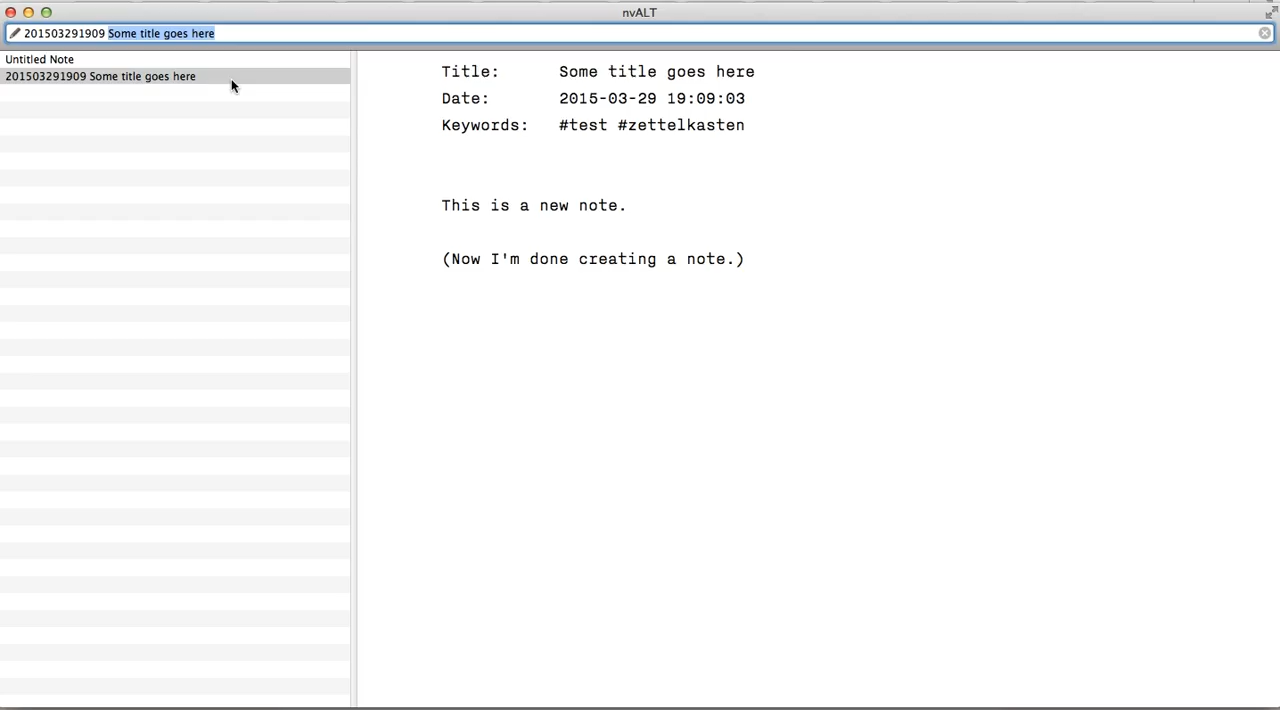 nvALT
201503291909 Some title goes here
Untitled Note
201503291909 Some title goes here
Title: Some title goes here
Date: 2015-03-29 19:09:03
Keywords: #test #zettelkasten
This is a new note.
(Now I'm done creating a note.)